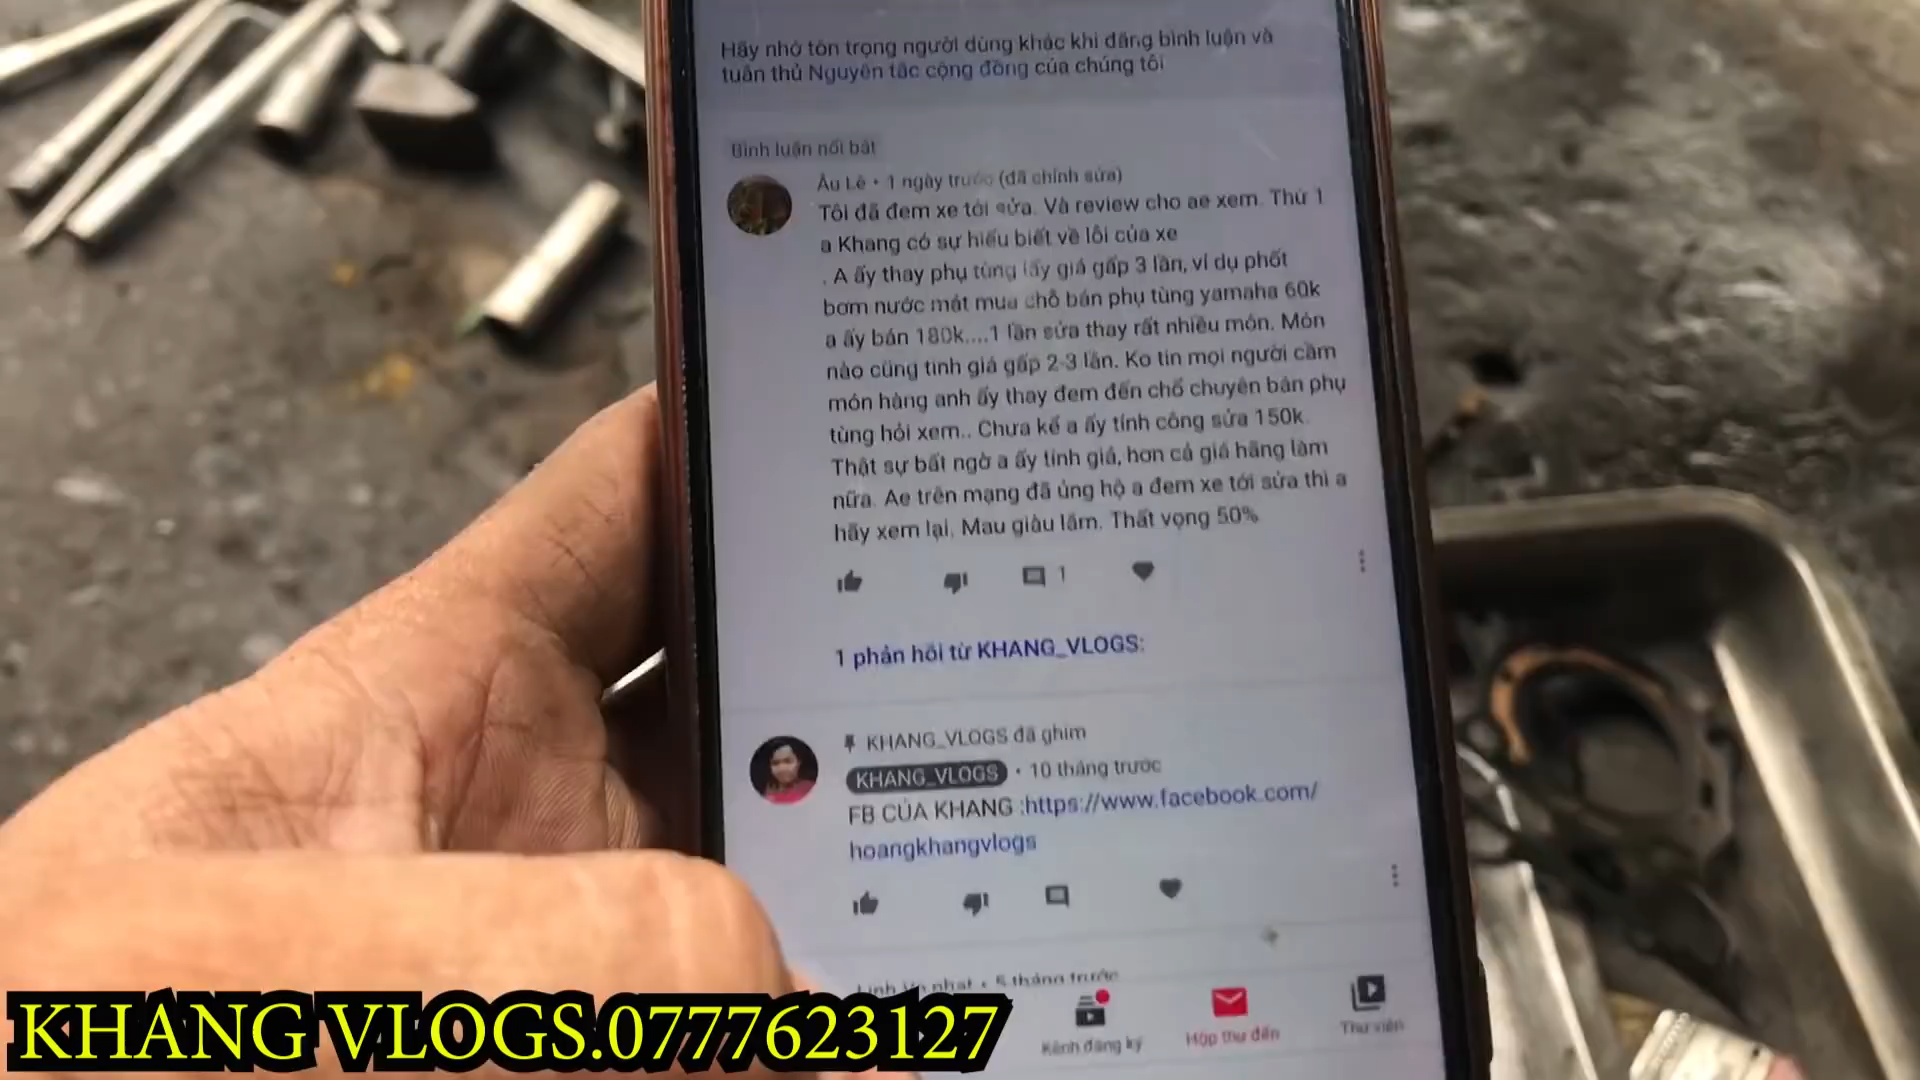 Hãy nhớ tôn trọng người dùng khác khi đăng bình luận và
tuân thủ Nguyên tắc cộng đồng của chúng tôi
Bình luận nổi bật
Âu Lê • 1 ngày trước (đã chỉnh sửa)
Tôi đã đem xe tới sửa. Và review cho ae xem. Thứ 1
a Khang có sự hiểu biết về lỗi của xe
. A ấy thay phụ tùng lấy giá gấp 3 lần, ví dụ phốt
bơm nước mát mua chỗ bán phụ tùng yamaha 60k
a ấy bán 180k....1 lần sửa thay rất nhiều món. Món
nào cũng tính giá gấp 2-3 lần. Ko tin mọi người cầm
món hàng anh ấy thay đem đến chổ chuyên bán phụ
tùng hỏi xem.. Chưa kể a ấy tính công sửa 150k.
Thật sự bất ngờ a ấy tính giá, hơn cả giá hãng làm
nữa. Ae trên mạng đã ủng hộ a đem xe tới sửa thì a
hãy xem lại. Mau giàu lắm. Thất vọng 50%
1
1 phản hồi từ KHANG_VLOGS:
KHANG_VLOGS đã ghim
KHANG_VLOGS • 10 tháng trước
FB CỦA KHANG :https://www.facebook.com/
hoangkhangvlogs
• 5 tháng trước
Kênh đăng ký
Hộp thư đến
Thư viện
KHANG VLOGS.0777623127